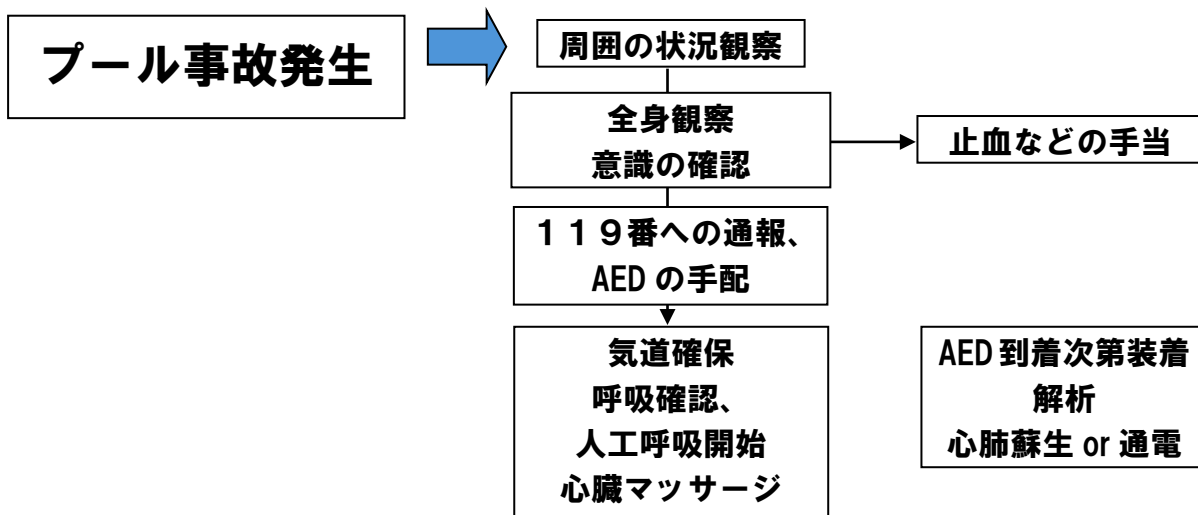 プール事故発生
周囲の状況観察
全身観察
意識の確認
止血などの手当
１１９番への通報、
AED の手配
気道確保
呼吸確認、
人工呼吸開始
心臓マッサージ
AED 到着次第装着
解析
心肺蘇生 or 通電